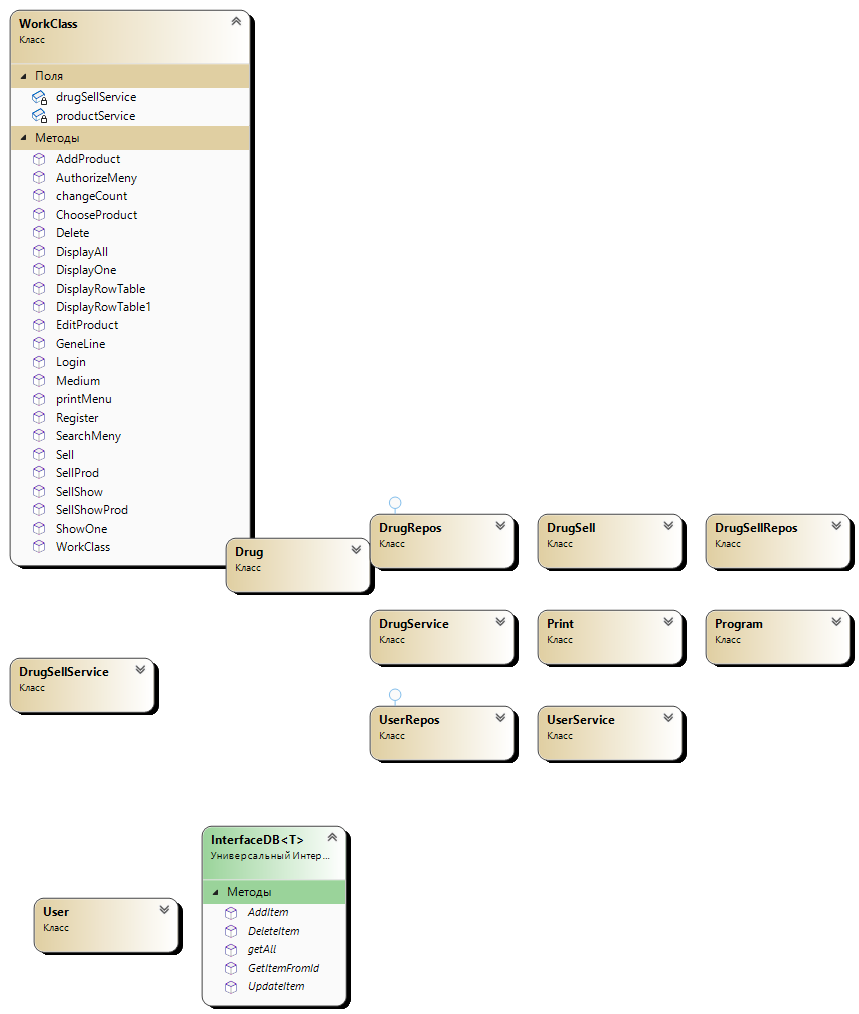 WorkClass
Класс
Поля
drugSellService
productService
Методы
AddProduct
AuthorizeMeny
changeCount
ChooseProduct
Delete
DisplayAll
DisplayOne
DisplayRowTable
DisplayRowTable1
EditProduct
GeneLine
Login
Medium
printMenu
Register
SearchMeny
Sell
SellProd
SellShow
SellShowProd
ShowOne
WorkClass
Drug
Класс
DrugRepos
Класс
DrugSell
Класс
DrugSellRepos
Класс
DrugService
Класс
Print
Класс
Program
Класс
DrugSellService
Класс
UserRepos
Класс
UserService
Класс
User
Класс
InterfaceDB<T>
Универсальный Интер...
Методы
AddItem
DeleteItem
getAll
GetItemFromId
UpdateItem